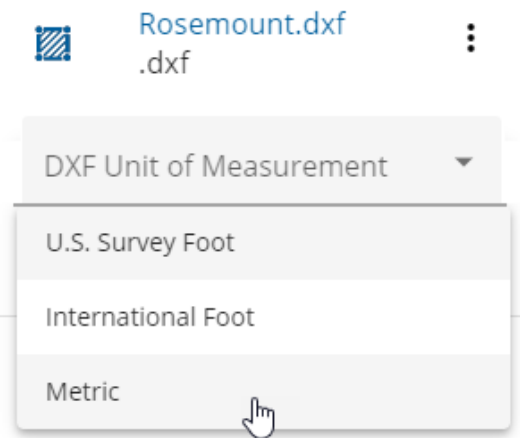 Rosemount.dxf
.dxf
DXF Unit of Measurement
U.S. Survey Foot
International Foot
Metric